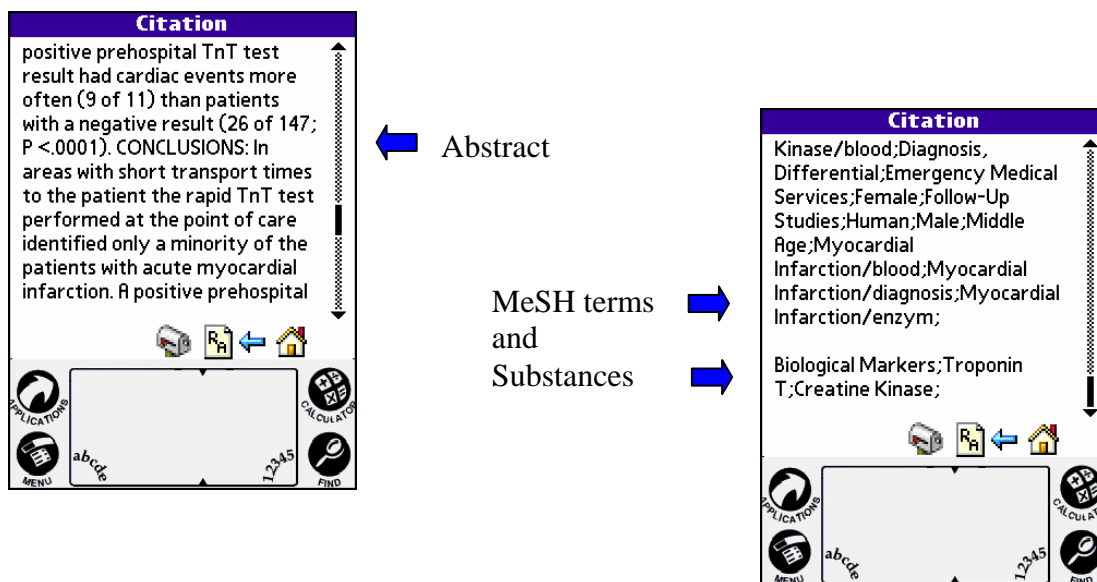 Citation
positive prehospital TnT test
result had cardiac events more
often (9 of 11) than patients
with a negative result (26 of 147;
P <.0001). CONCLUSIONS: In
areas with short transport times
to the patient the rapid TnT test
performed at the point of care
identified only a minority of the
patients with acute myocardial
infarction. A positive prehospital
RA
APPLICATIONS
CALCULATOR
MENU
abcde
12345
FIND
Abstract
MeSH terms
and
Substances
Citation
Kinase/blood;Diagnosis,
Differential;Emergency Medical
Services;Female;Follow-Up
Studies;Human;Male;Middle
Age;Myocardial
Infarction/blood;Myocardial
Infarction/diagnosis;Myocardial
Infarction/enzym;
Biological Markers;Troponin
T;Creatine Kinase;
RA
APPLICATIONS
CALCULAT
MENU
abcde
12345
FIND